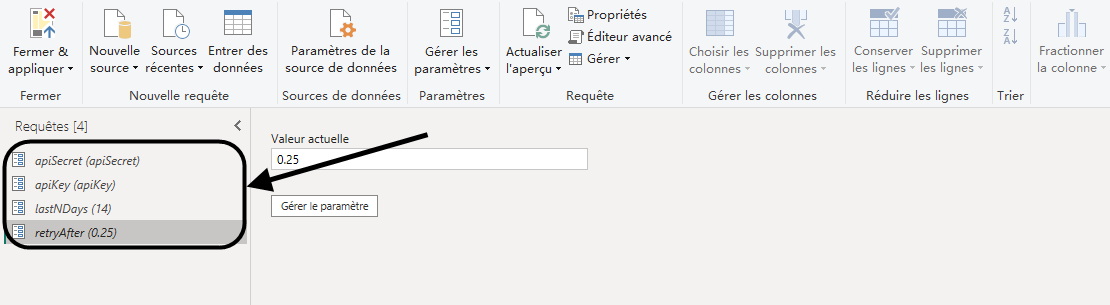 Fermer &
appliquer
Fermer
Nouvelle
source
Sources
récentes
Entrer des
données
Nouvelle requête
Paramètres de la
source de données
Sources de données
Gérer les
paramètres
Paramètres
Actualiser
l'aperçu
Propriétés
Éditeur avancé
Gérer
Requête
Choisir les
colonnes
Supprimer les
colonnes
Gérer les colonnes
Conserver
les lignes
Supprimer
les lignes
Réduire les lignes
A
Z
Z
A
Trier
Fractionner
la colonne
Requêtes [4]
apiSecret (apiSecret)
apiKey (apiKey)
lastNDays (14)
retryAfter (0.25)
Valeur actuelle
0.25
Gérer le paramètre